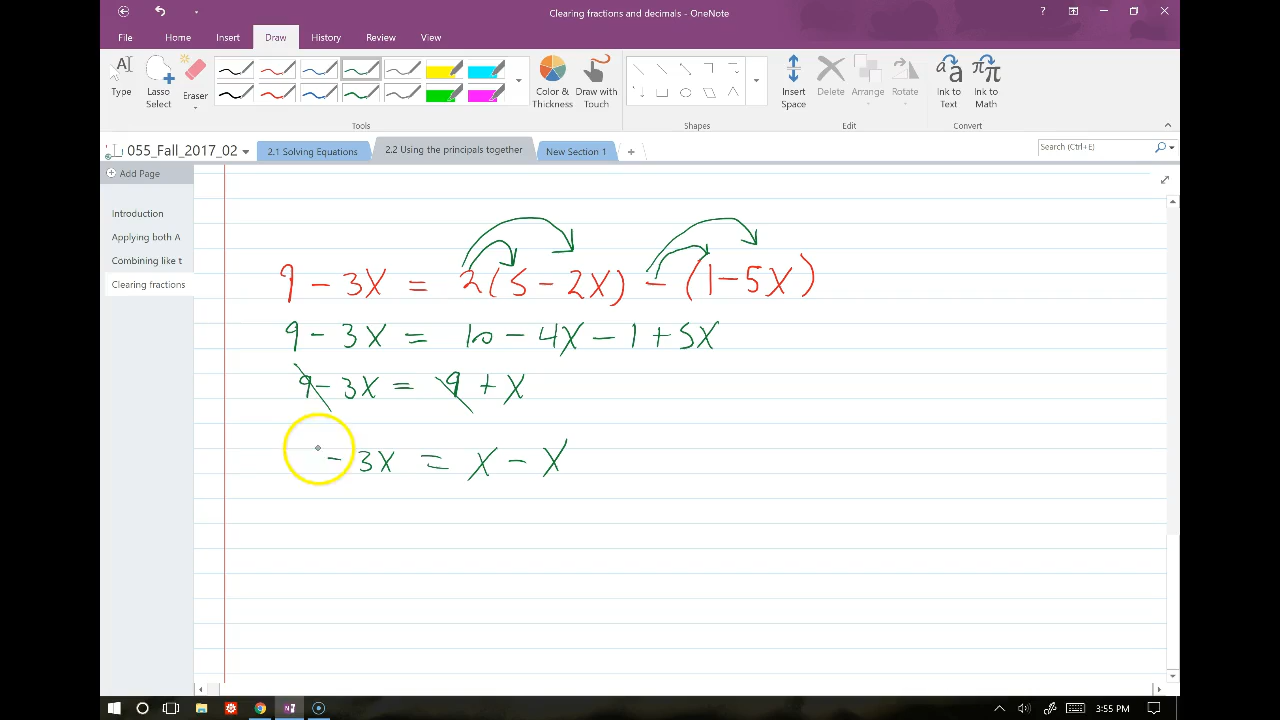 Clearing fractions and decimals - OneNote
?
File Home Insert Draw History Review View
Type
Lasso Select
Eraser
Color & Thickness
Draw with Touch
Insert Space
Delete
Arrange
Rotate
Ink to Text
Ink to Math
Tools Shapes Edit Convert
055_Fall_2017_02 2.1 Solving Equations 2.2 Using the principals together New Section 1 +
Search (Ctrl+E)
Add Page
Introduction
Applying both A
Combining like t
Clearing fractions
9 - 3X = 2(5 - 2X) - (1 - 5X)
9 - 3X = 10 - 4X - 1 + 5X
9 - 3X = 9 + X
- 3X = X - X
3:55 PM